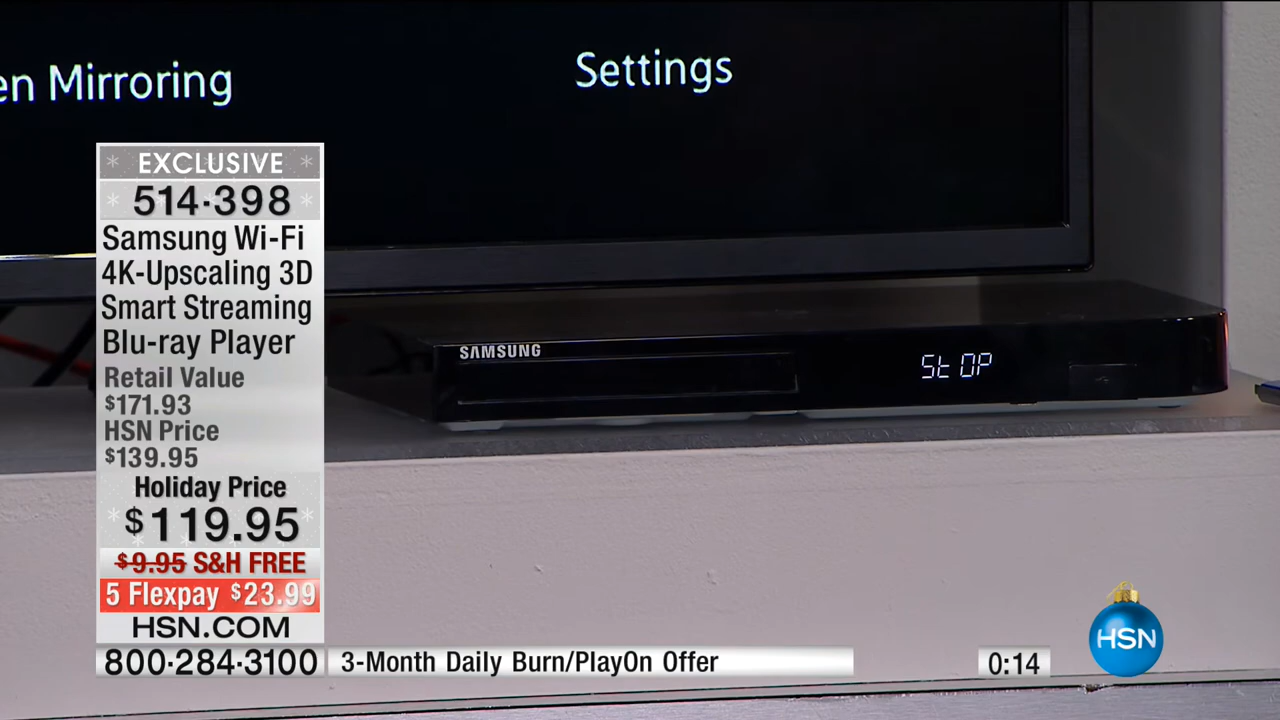 en Mirroring
Settings
EXCLUSIVE
514·398
Samsung Wi-Fi
4K-Upscaling 3D
Smart Streaming
Blu-ray Player
Retail Value
$171.93
HSN Price
$139.95
Holiday Price
$119.95
$9.95 S&H FREE
5 Flexpay $23.99
HSN.COM
800·284·3100
3-Month Daily Burn/PlayOn Offer
0:14
SAMSUNG
StOP
HSN